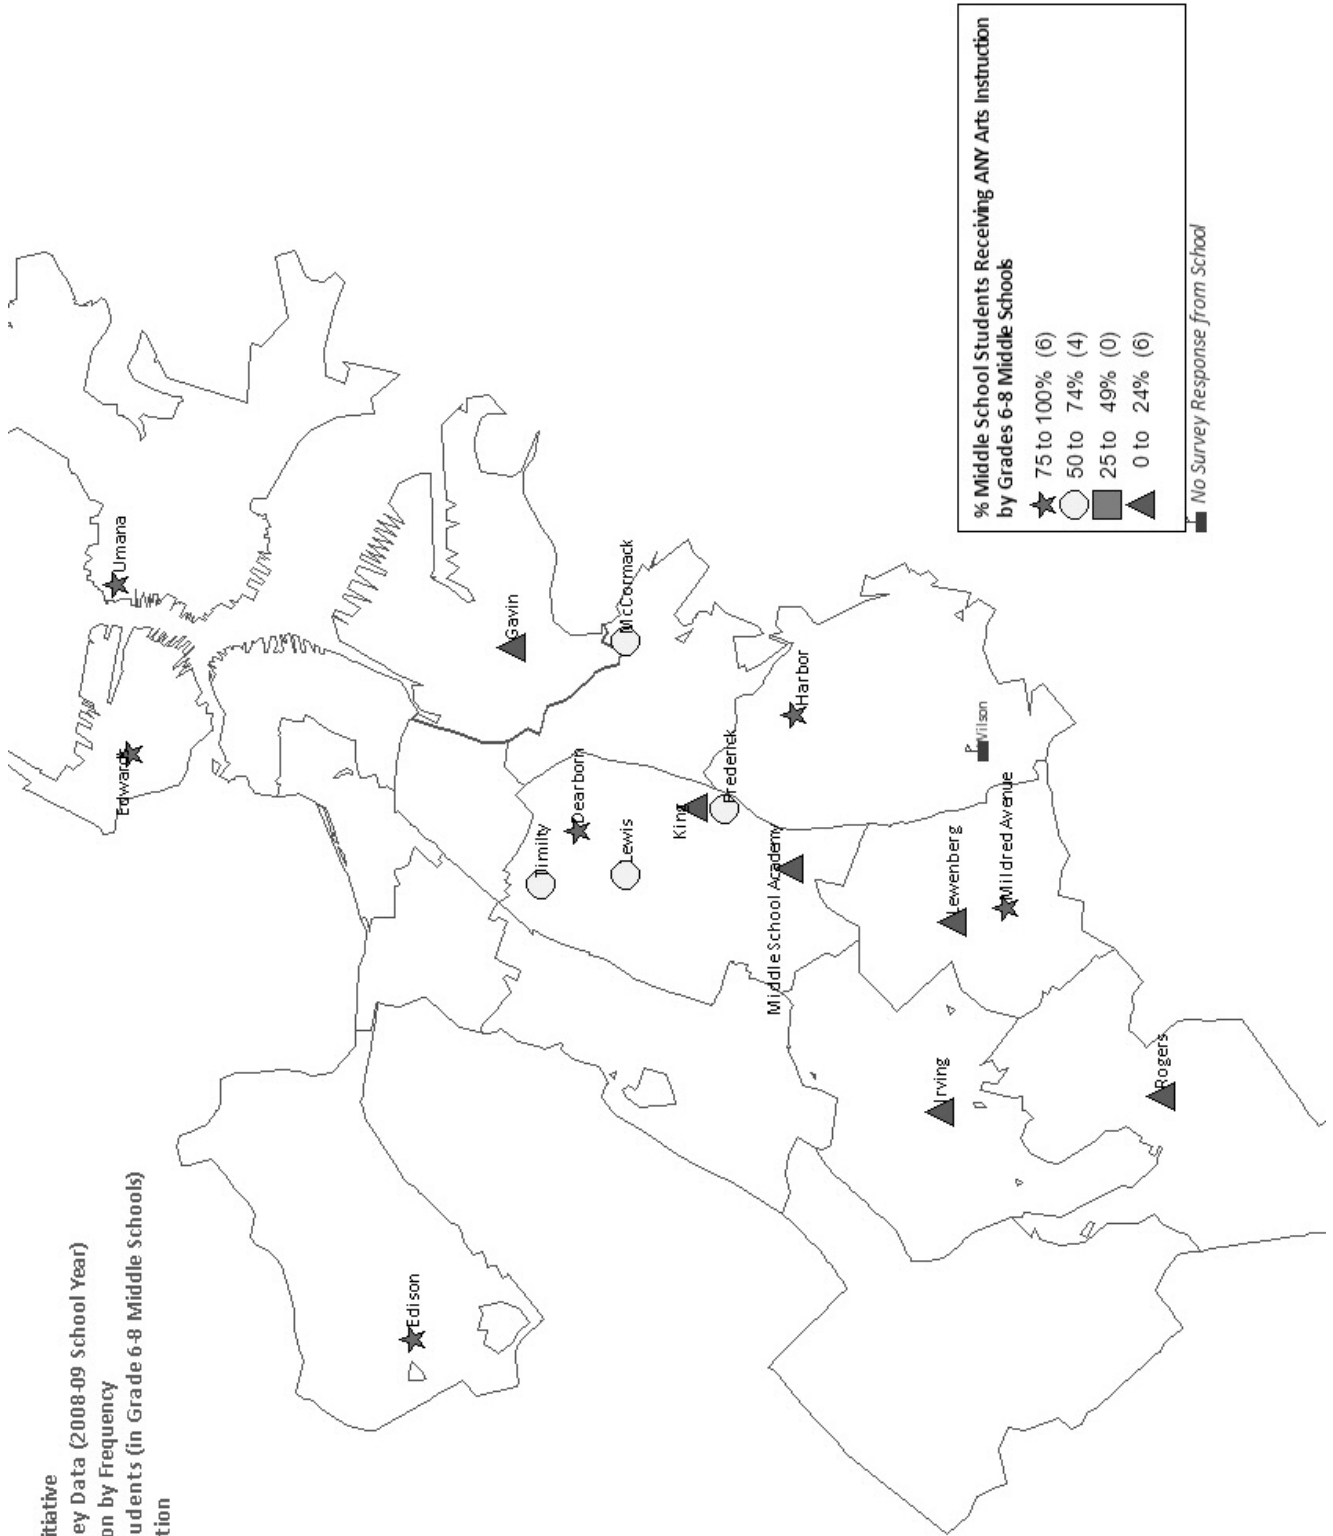 itiative
ey Data (2008-09 School Year)
on by Frequency
udents (in Grade 6-8 Middle Schools)
tion
Umana
Edwards
Gavin
McCormack
Harbor
Wilson
Dearborn
Timilty
Lewis
King
Frederick
Middle School Academy
Lewenberg
Mildred Avenue
Irving
Rogers
Edison
% Middle School Students Receiving ANY Arts Instruction
by Grades 6-8 Middle Schools
75 to 100% (6)
50 to 74% (4)
25 to 49% (0)
0 to 24% (6)
No Survey Response from School